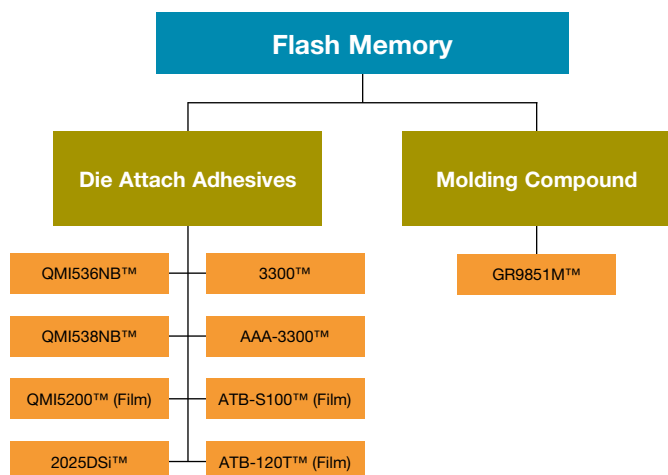 Flash Memory
Die Attach Adhesives
Molding Compound
QMI536NB™
3300™
GR9851M™
QMI538NB™
AAA-3300™
QMI5200™ (Film)
ATB-S100™ (Film)
2025DSi™
ATB-120T™ (Film)